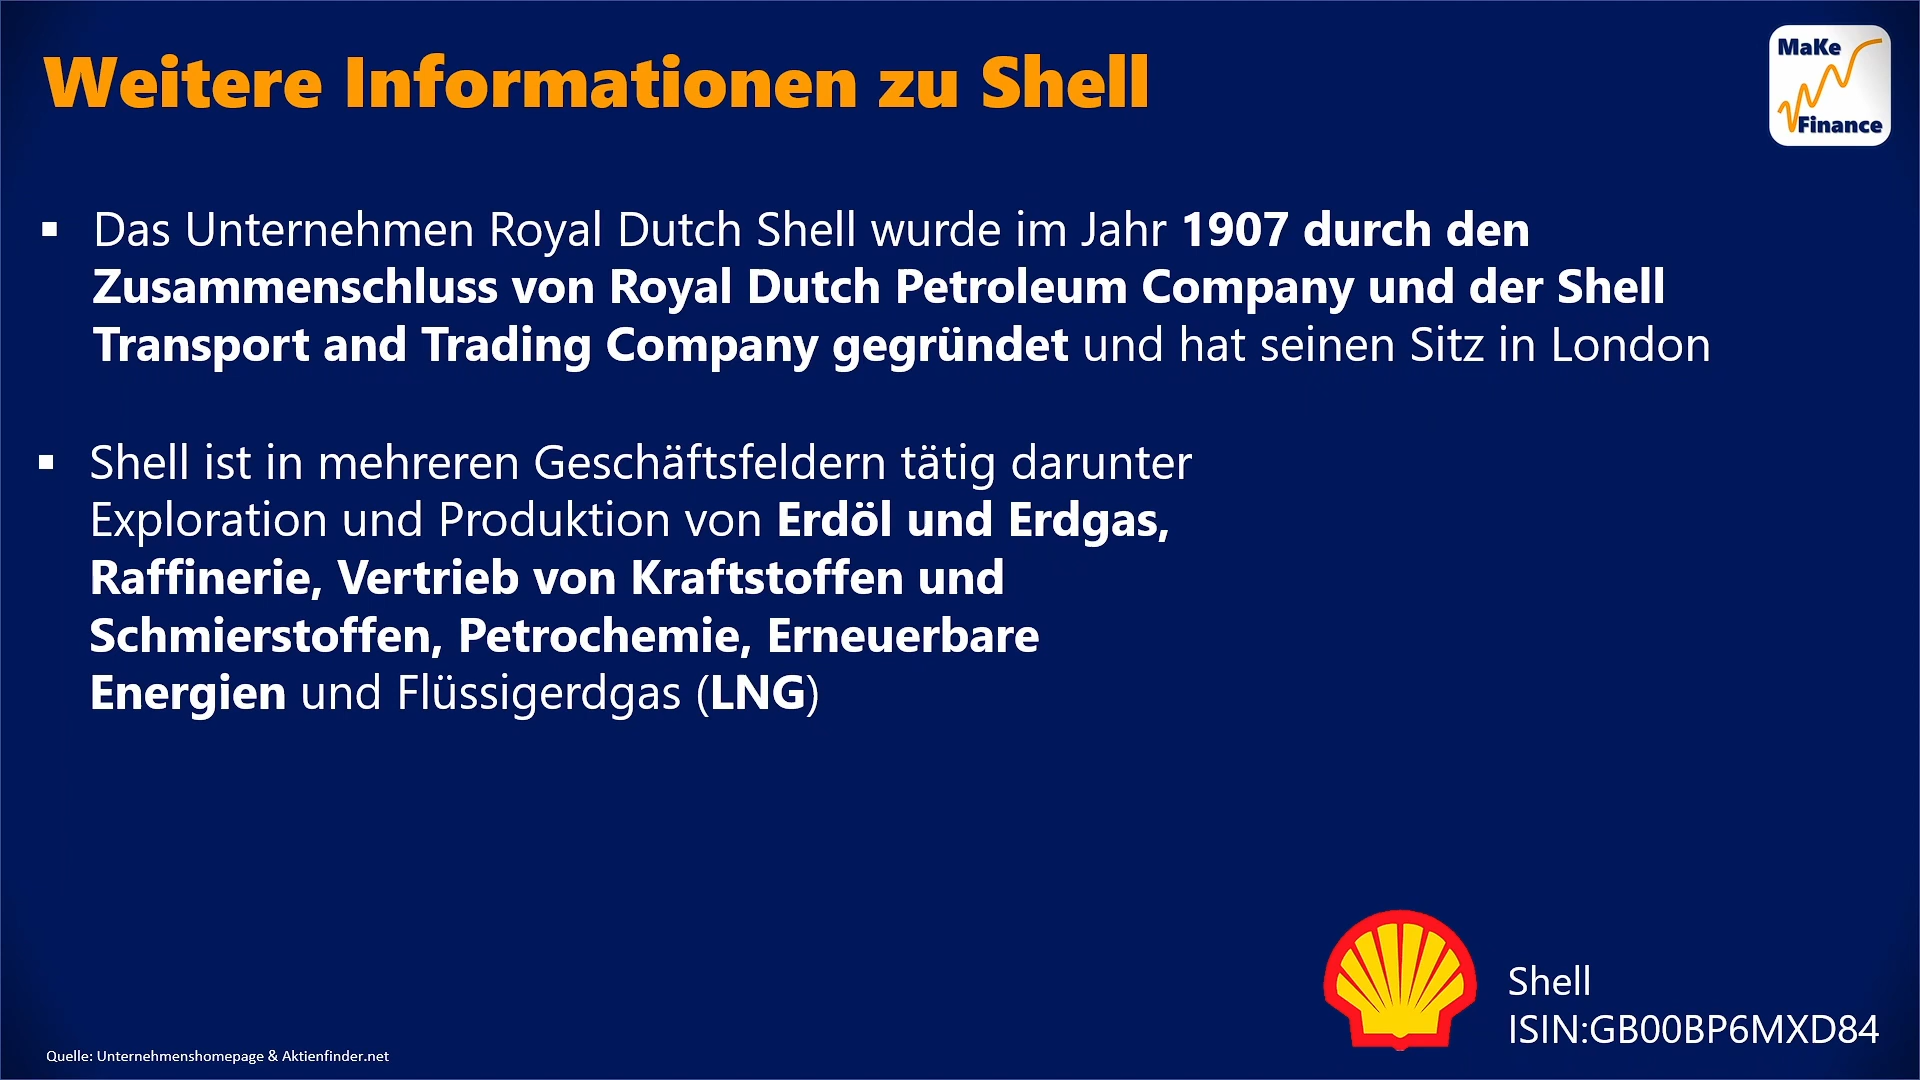 Weitere Informationen zu Shell
MaKe
Finance
▪ Das Unternehmen Royal Dutch Shell wurde im Jahr 1907 durch den
Zusammenschluss von Royal Dutch Petroleum Company und der Shell
Transport and Trading Company gegründet und hat seinen Sitz in London
▪ Shell ist in mehreren Geschäftsfeldern tätig darunter
Exploration und Produktion von Erdöl und Erdgas,
Raffinerie, Vertrieb von Kraftstoffen und
Schmierstoffen, Petrochemie, Erneuerbare
Energien und Flüssigerdgas (LNG)
Shell
ISIN:GB00BP6MXD84
Quelle: Unternehmenshomepage & Aktienfinder.net